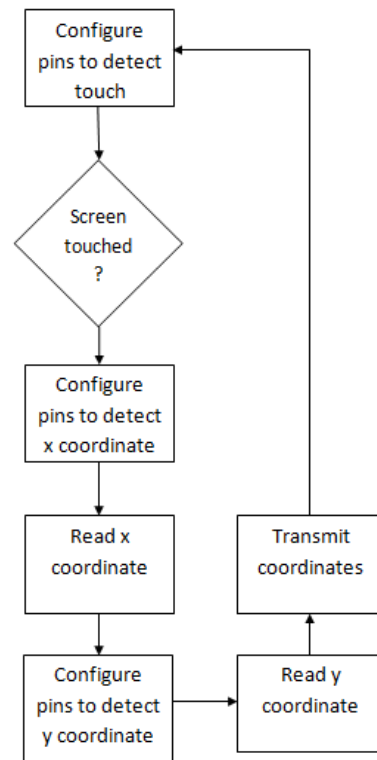 Configure
pins to detect
touch
Screen
touched
?
Configure
pins to detect
x coordinate
Read x
coordinate
Configure
pins to detect
y coordinate
Read y
coordinate
Transmit
coordinates